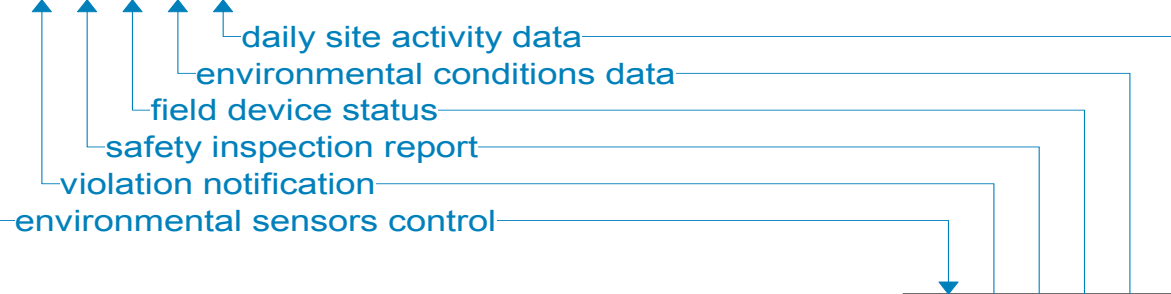 daily site activity data
environmental conditions data
field device status
safety inspection report
violation notification
environmental sensors control